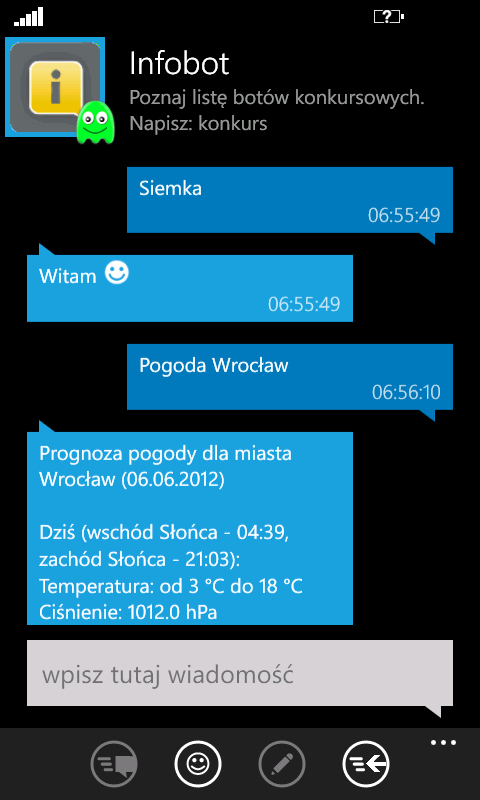 Infobot
Poznaj listę botów konkursowych.
Napisz: konkurs
Siemka
06:55:49
Witam
06:55:49
Pogoda Wrocław
06:56:10
Prognoza pogody dla miasta
Wrocław (06.06.2012)
Dziś (wschód Słońca - 04:39,
zachód Słońca - 21:03):
Temperatura: od 3 °C do 18 °C
Ciśnienie: 1012.0 hPa
wpisz tutaj wiadomość